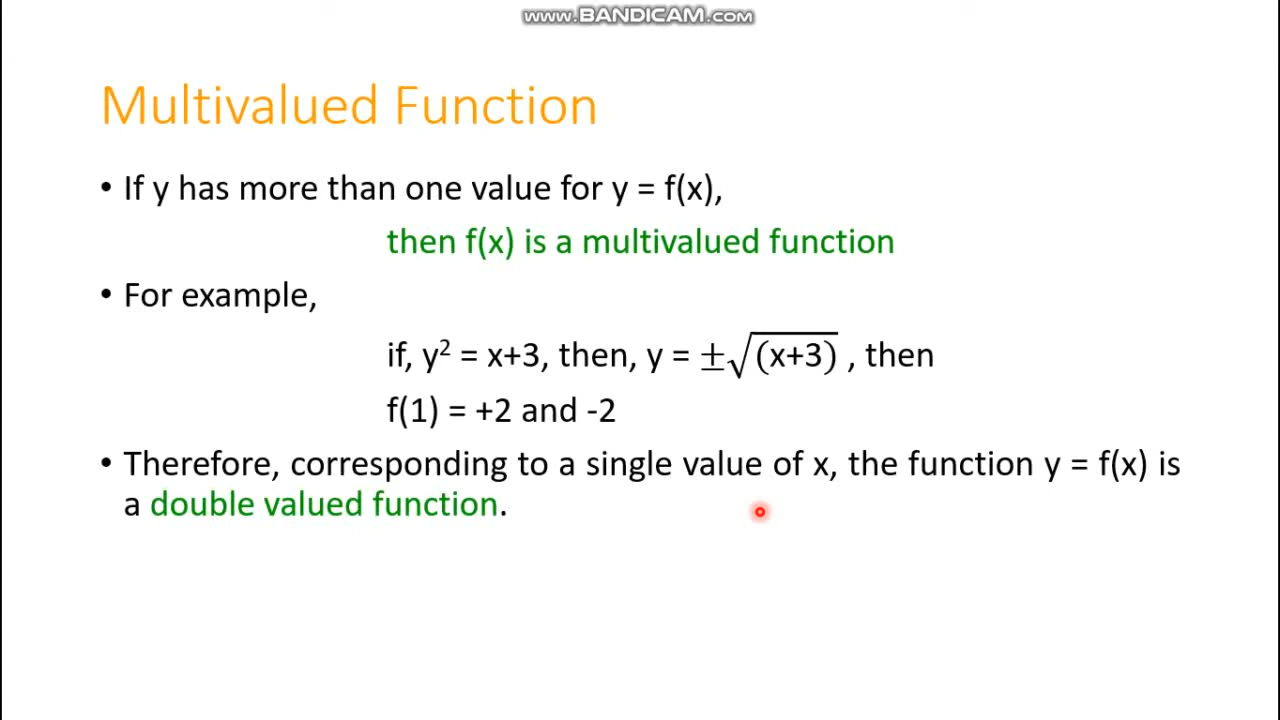 www.BANDICAM.com
Multivalued Function
• If y has more than one value for y = f(x),
then f(x) is a multivalued function
• For example,
if, y² = x+3, then, y = ±√(x+3) , then
f(1) = +2 and -2
• Therefore, corresponding to a single value of x, the function y = f(x) is
a double valued function.